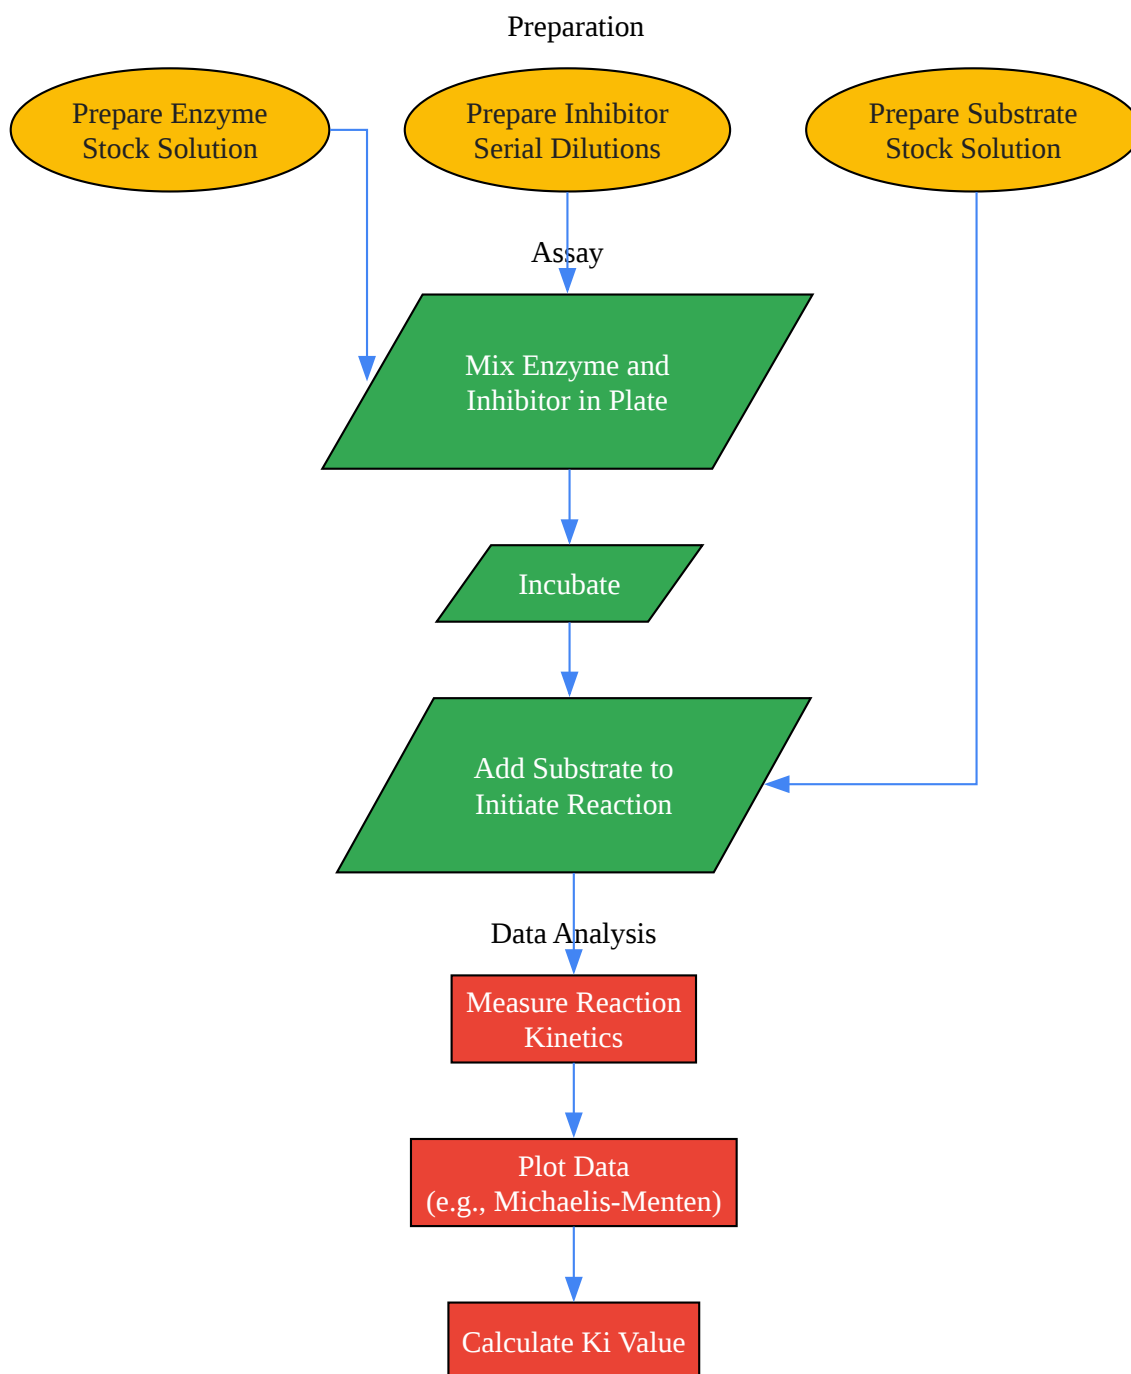 Preparation
Prepare Enzyme
Stock Solution
Prepare Inhibitor
Serial Dilutions
Prepare Substrate
Stock Solution
Assay
Mix Enzyme and
Inhibitor in Plate
Incubate
Add Substrate to
Initiate Reaction
Data Analysis
Measure Reaction
Kinetics
Plot Data
(e.g., Michaelis-Menten)
Calculate Ki Value